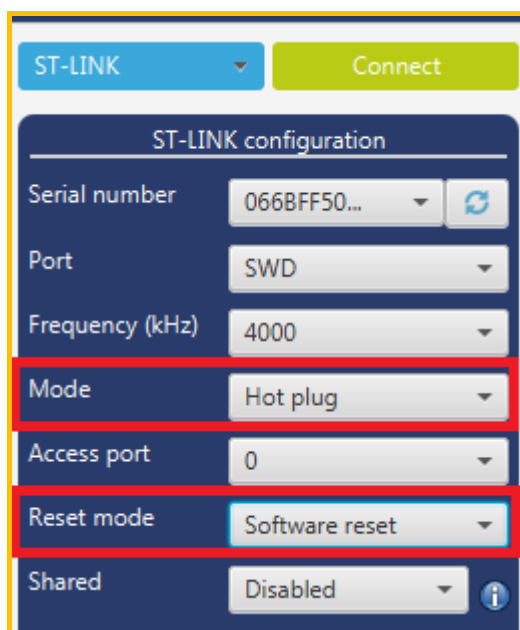 ST-LINK Connect
ST-LINK configuration
Serial number 066BFF50...
Port SWD
Frequency (kHz) 4000
Mode Hot plug
Access port 0
Reset mode Software reset
Shared Disabled